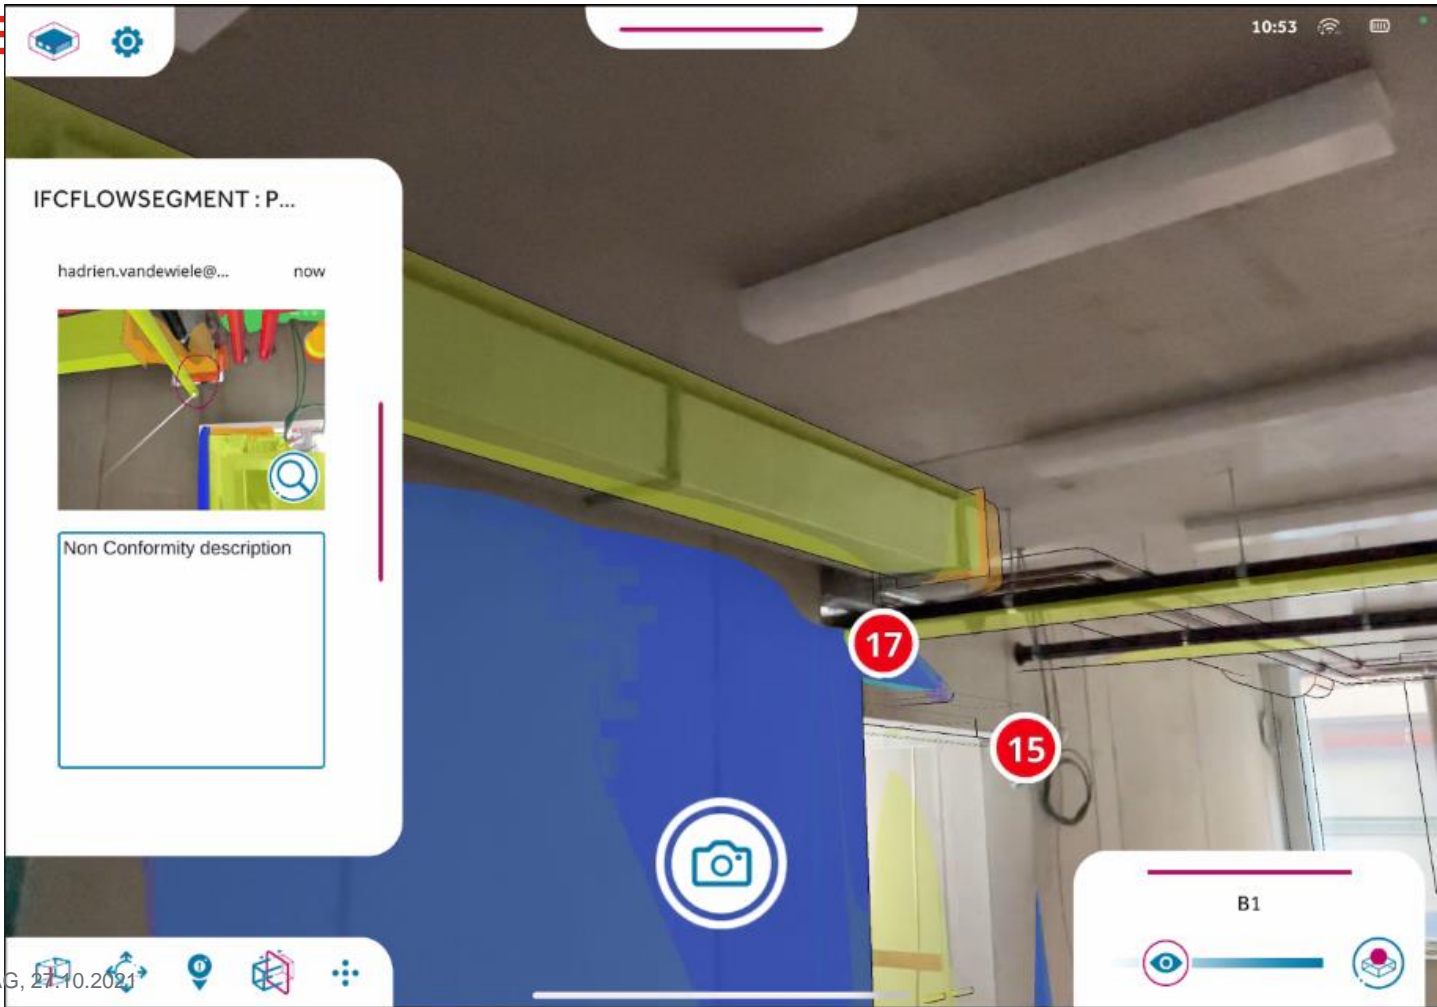 10:53
IFCFLOWSEGMENT : P...
hadrien.vandewiele@... now
Non Conformity description
17
15
B1
G, 27.10.2021